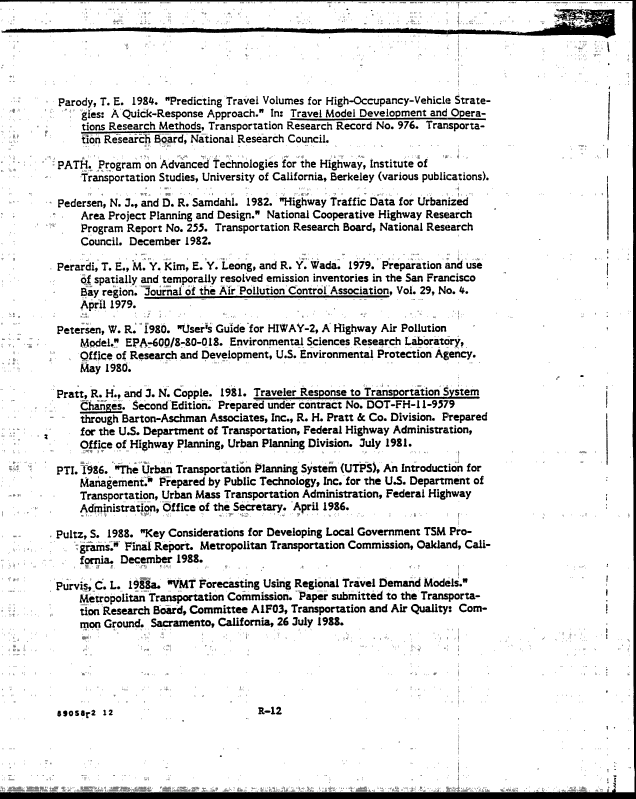 Parody, T. E. 1984. "Predicting Travel Volumes for High-Occupancy-Vehicle Strate-
gies: A Quick-Response Approach." In: Travel Model Development and Opera-
tions Research Methods, Transportation Research Record No. 976. Transporta-
tion Research Board, National Research Council.
PATH. Program on Advanced Technologies for the Highway, Institute of
Transportation Studies, University of California, Berkeley (various publications).
Pedersen, N. J., and D. R. Samdahl. 1982. "Highway Traffic Data for Urbanized
Area Project Planning and Design." National Cooperative Highway Research
Program Report No. 255. Transportation Research Board, National Research
Council. December 1982.
Perardi, T. E., M. Y. Kim, E. Y. Leong, and R. Y. Wada. 1979. Preparation and use
of spatially and temporally resolved emission inventories in the San Francisco
Bay region. Journal of the Air Pollution Control Association, Vol. 29, No. 4.
April 1979.
Petersen, W. R. 1980. "User's Guide for HIWAY-2, A Highway Air Pollution
Model." EPA-600/8-80-018. Environmental Sciences Research Laboratory,
Office of Research and Development, U.S. Environmental Protection Agency.
May 1980.
Pratt, R. H., and J. N. Copple. 1981. Traveler Response to Transportation System
Changes. Second Edition. Prepared under contract No. DOT-FH-11-9579
through Barton-Aschman Associates, Inc., R. H. Pratt & Co. Division. Prepared
for the U.S. Department of Transportation, Federal Highway Administration,
Office of Highway Planning, Urban Planning Division. July 1981.
PTI. 1986. "The Urban Transportation Planning System (UTPS), An Introduction for
Management." Prepared by Public Technology, Inc. for the U.S. Department of
Transportation, Urban Mass Transportation Administration, Federal Highway
Administration, Office of the Secretary. April 1986.
Pultz, S. 1988. "Key Considerations for Developing Local Government TSM Pro-
grams." Final Report. Metropolitan Transportation Commission, Oakland, Cali-
fornia. December 1988.
Purvis, C. L. 1988a. "VMT Forecasting Using Regional Travel Demand Models."
Metropolitan Transportation Commission. Paper submitted to the Transporta-
tion Research Board, Committee A1F03, Transportation and Air Quality: Com-
mon Ground. Sacramento, California, 26 July 1988.
89058r2 12
R-12